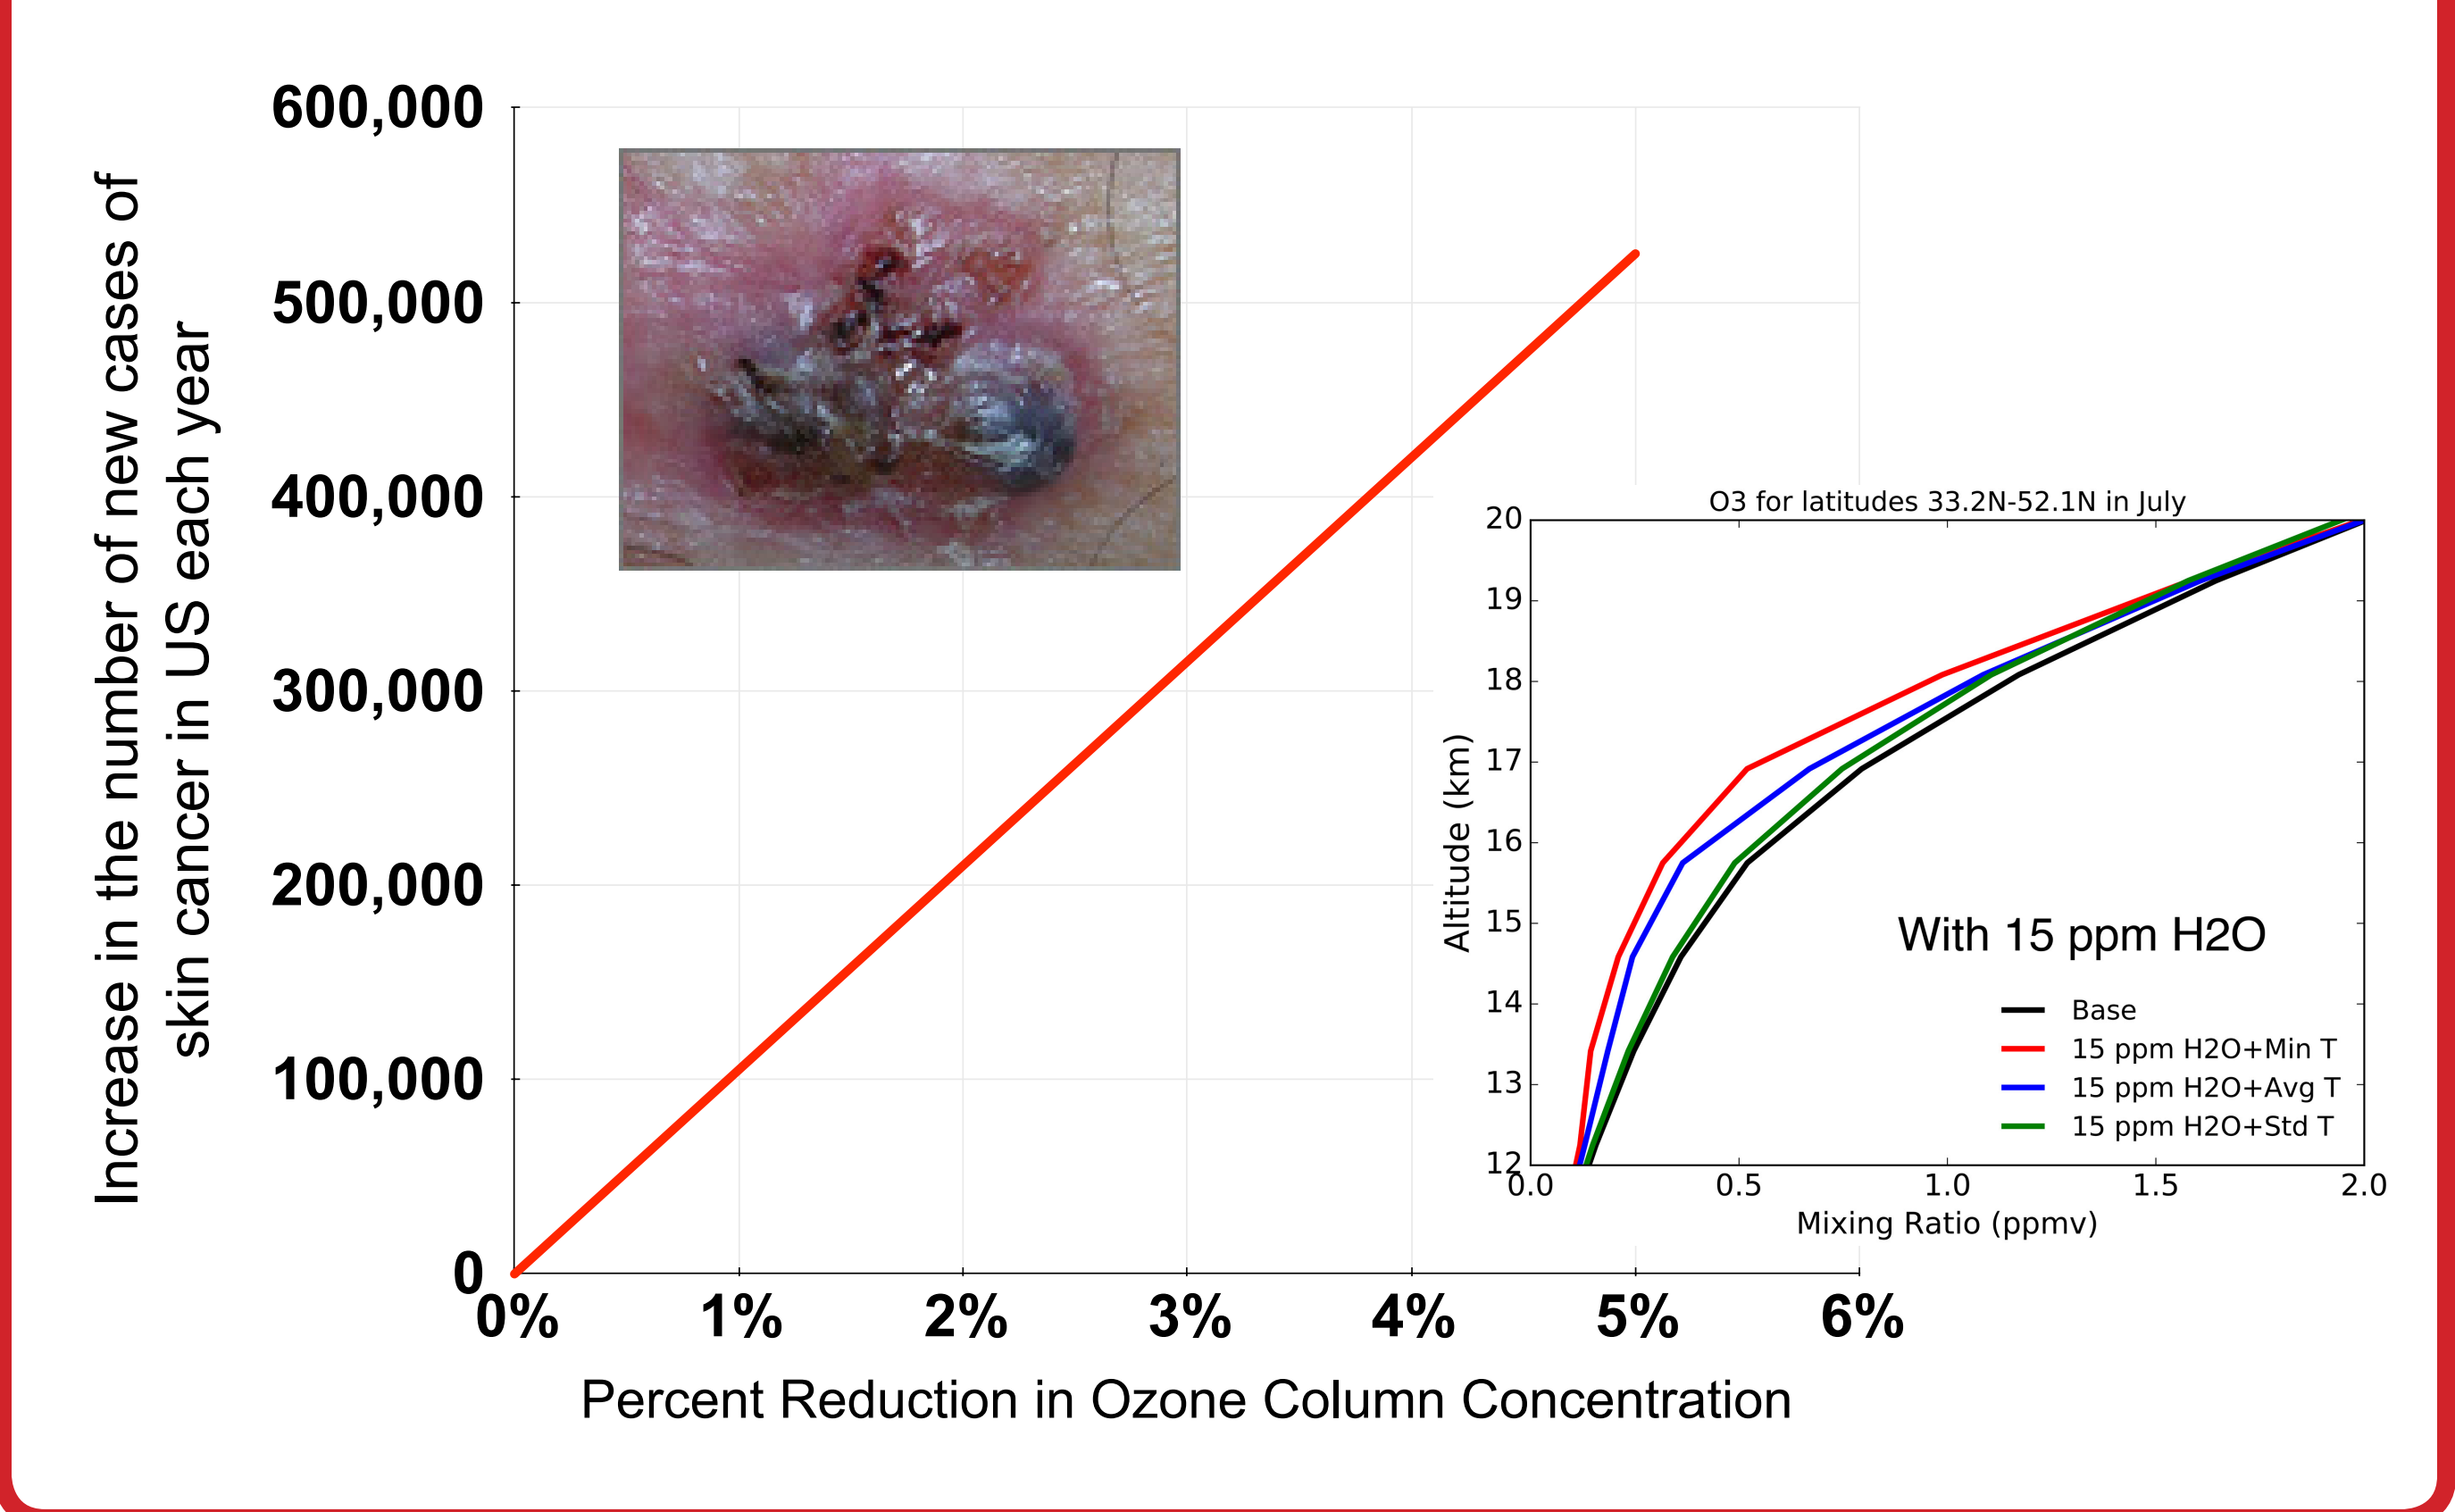 Increase in the number of new cases of
skin cancer in US each year
600,000
500,000
400,000
300,000
200,000
100,000
0
0% 1% 2% 3% 4% 5% 6%
Percent Reduction in Ozone Column Concentration
O3 for latitudes 33.2N-52.1N in July
Altitude (km)
20
19
18
17
16
15
14
13
12
With 15 ppm H2O
Base
15 ppm H2O+Min T
15 ppm H2O+Avg T
15 ppm H2O+Std T
0.0 0.5 1.0 1.5 2.0
Mixing Ratio (ppmv)